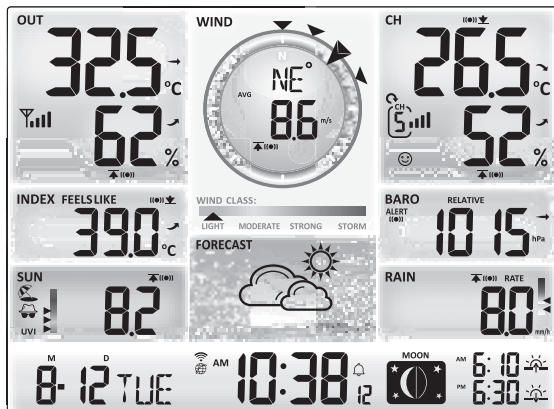 OUT
32.5 °C
62 %
WIND
N
NE°
AVG
8.6 m/s
WIND CLASS:
LIGHT MODERATE STRONG STORM
CH
26.5 °C
CH
5
52 %
INDEX FEELS LIKE
39.0 °C
BARO RELATIVE
ALERT
1015 hPa
SUN
8.2
UVI
FORECAST
RAIN RATE
8.0 mm/h
M D
8-12 TUE
AM 10:38 12
MOON
AM 6:10
PM 6:30